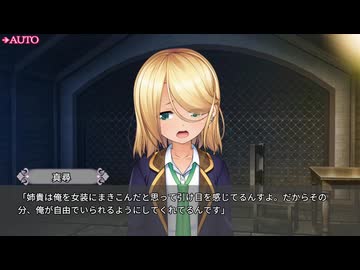 ➔AUTO
真尋
「姉貴は俺を女装にまきこんだと思って引け目を感じてるんすよ。だからその
分、俺が自由でいられるようにしてくれてるんです」